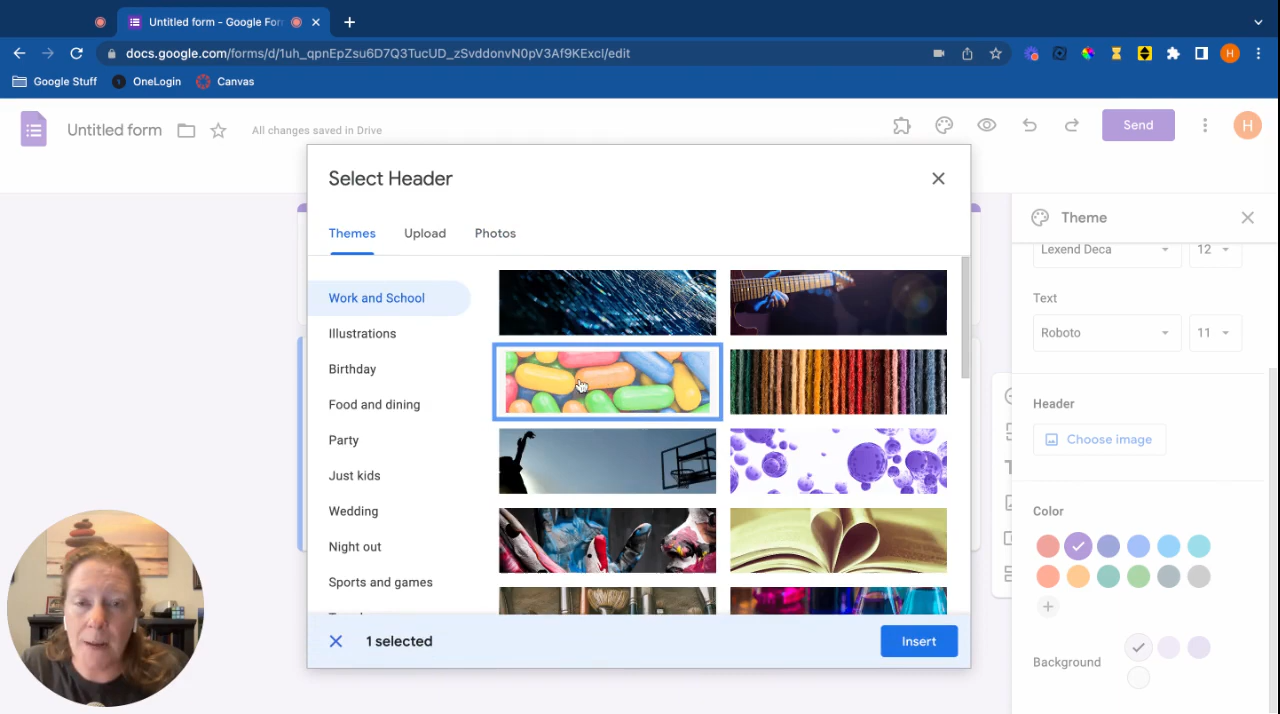 Untitled form - Google For
docs.google.com/forms/d/1uh_qpnEpZsu6D7Q3TucUD_zSvddonvN0pV3Af9KExcI/edit
H
Google Stuff
1 OneLogin
Canvas
Untitled form
All changes saved in Drive
Send
H
Select Header
Themes
Upload
Photos
Work and School
Illustrations
Birthday
Food and dining
Party
Just kids
Wedding
Night out
Sports and games
1 selected
Insert
Theme
Lexend Deca
12
Text
Roboto
11
Header
Choose image
Color
Background